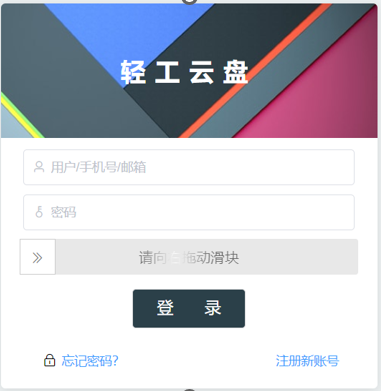 轻工云盘
用户/手机号/邮箱
密码
请向右拖动滑块
登 录
忘记密码?
注册新账号